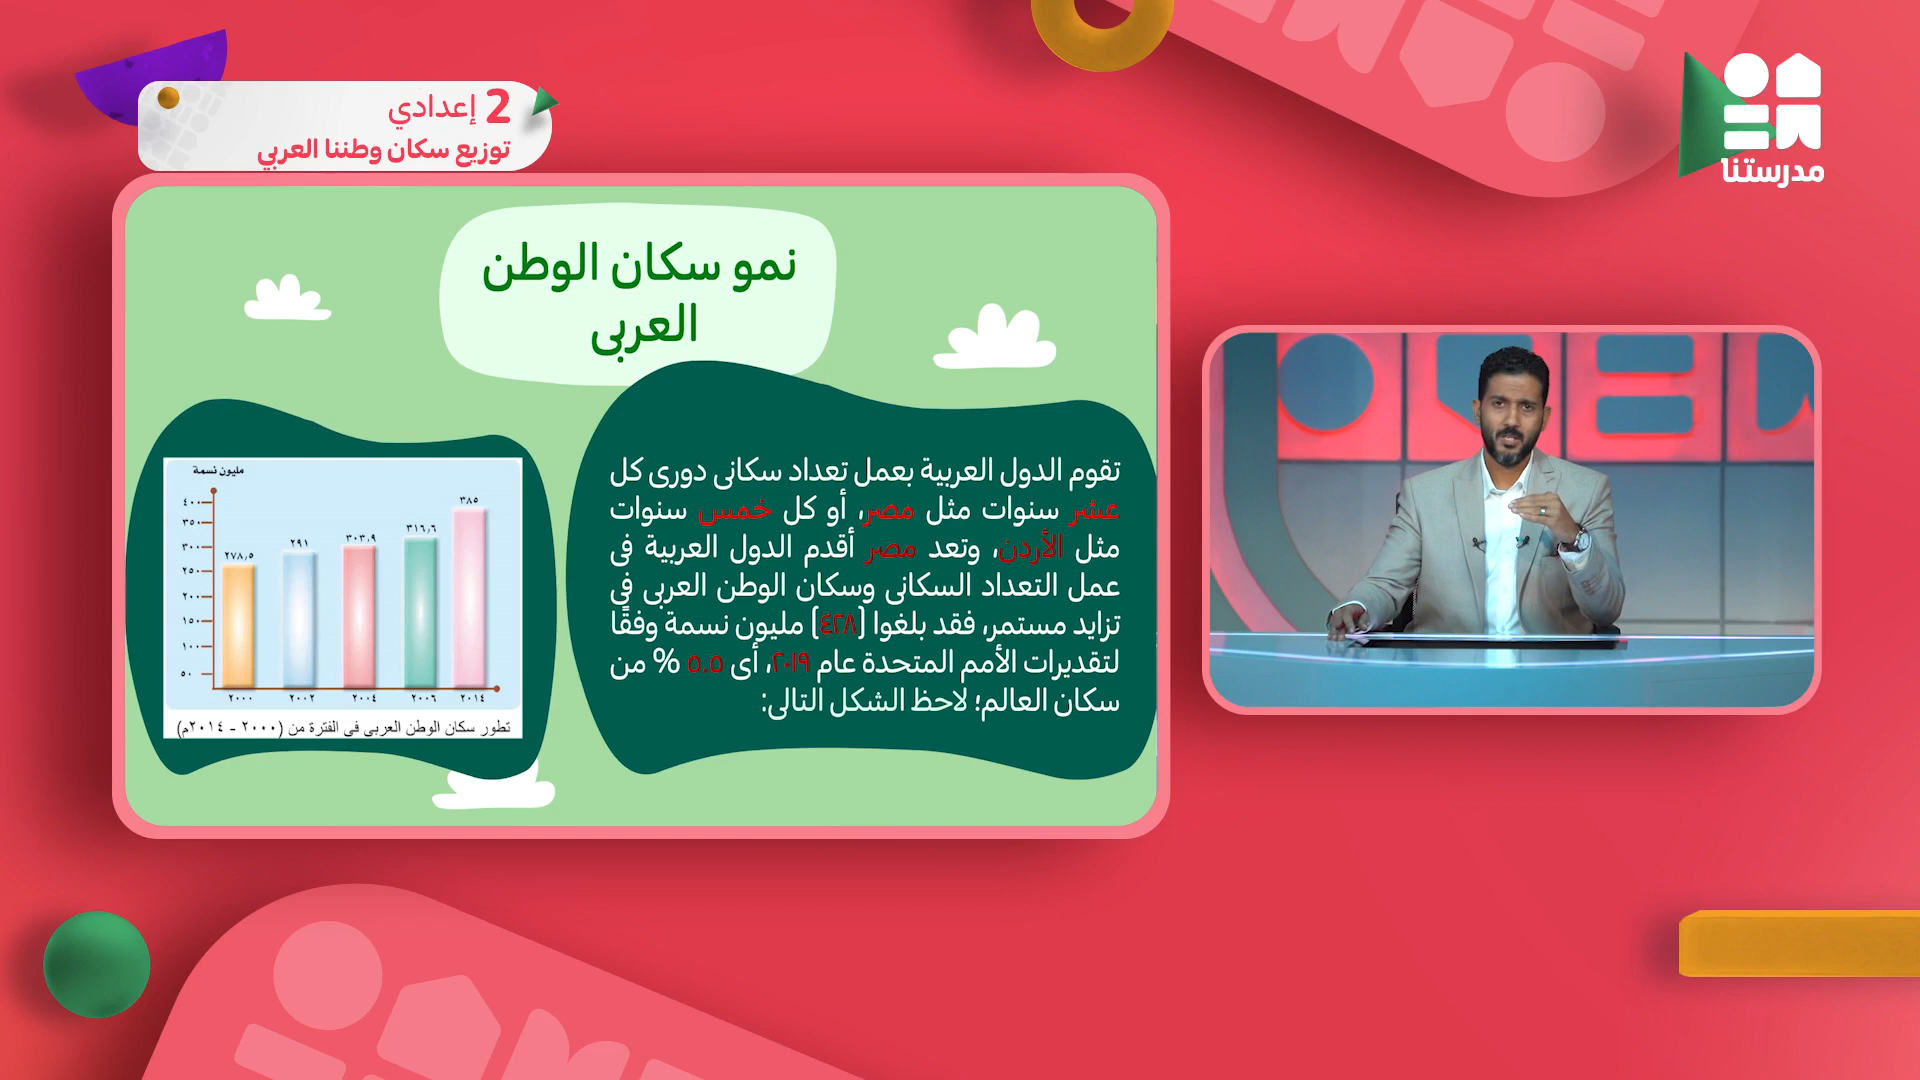 2 إعدادي
توزيع سكان وطننا العربي
مدرستنا
نمو سكان الوطن
العربى
تقوم الدول العربية بعمل تعداد سكانى دورى كل
عشر سنوات مثل مصر، أو كل خمس سنوات
مثل الأردن، وتعد مصر أقدم الدول العربية فى
عمل التعداد السكانى وسكان الوطن العربى فى
تزايد مستمر، فقد بلغوا [٤٢٨] مليون نسمة وفقًا
لتقديرات الأمم المتحدة عام ٢٠١٩، أى ٥.٥ % من
سكان العالم؛ لاحظ الشكل التالى:
مليون نسمة
٤٠٠
٣٥٠
٣٠٠
٢٥٠
٢٠٠
١٥٠
١٠٠
٥٠
٢٧٨٫٥
٢٩١
٣٠٣٫٩
٣١٦٫٦
٣٨٥
٢٠٠٠ ٢٠٠٢ ٢٠٠٤ ٢٠٠٦ ٢٠١٤
تطور سكان الوطن العربى فى الفترة من (٢٠٠٠ - ٢٠١٤م)